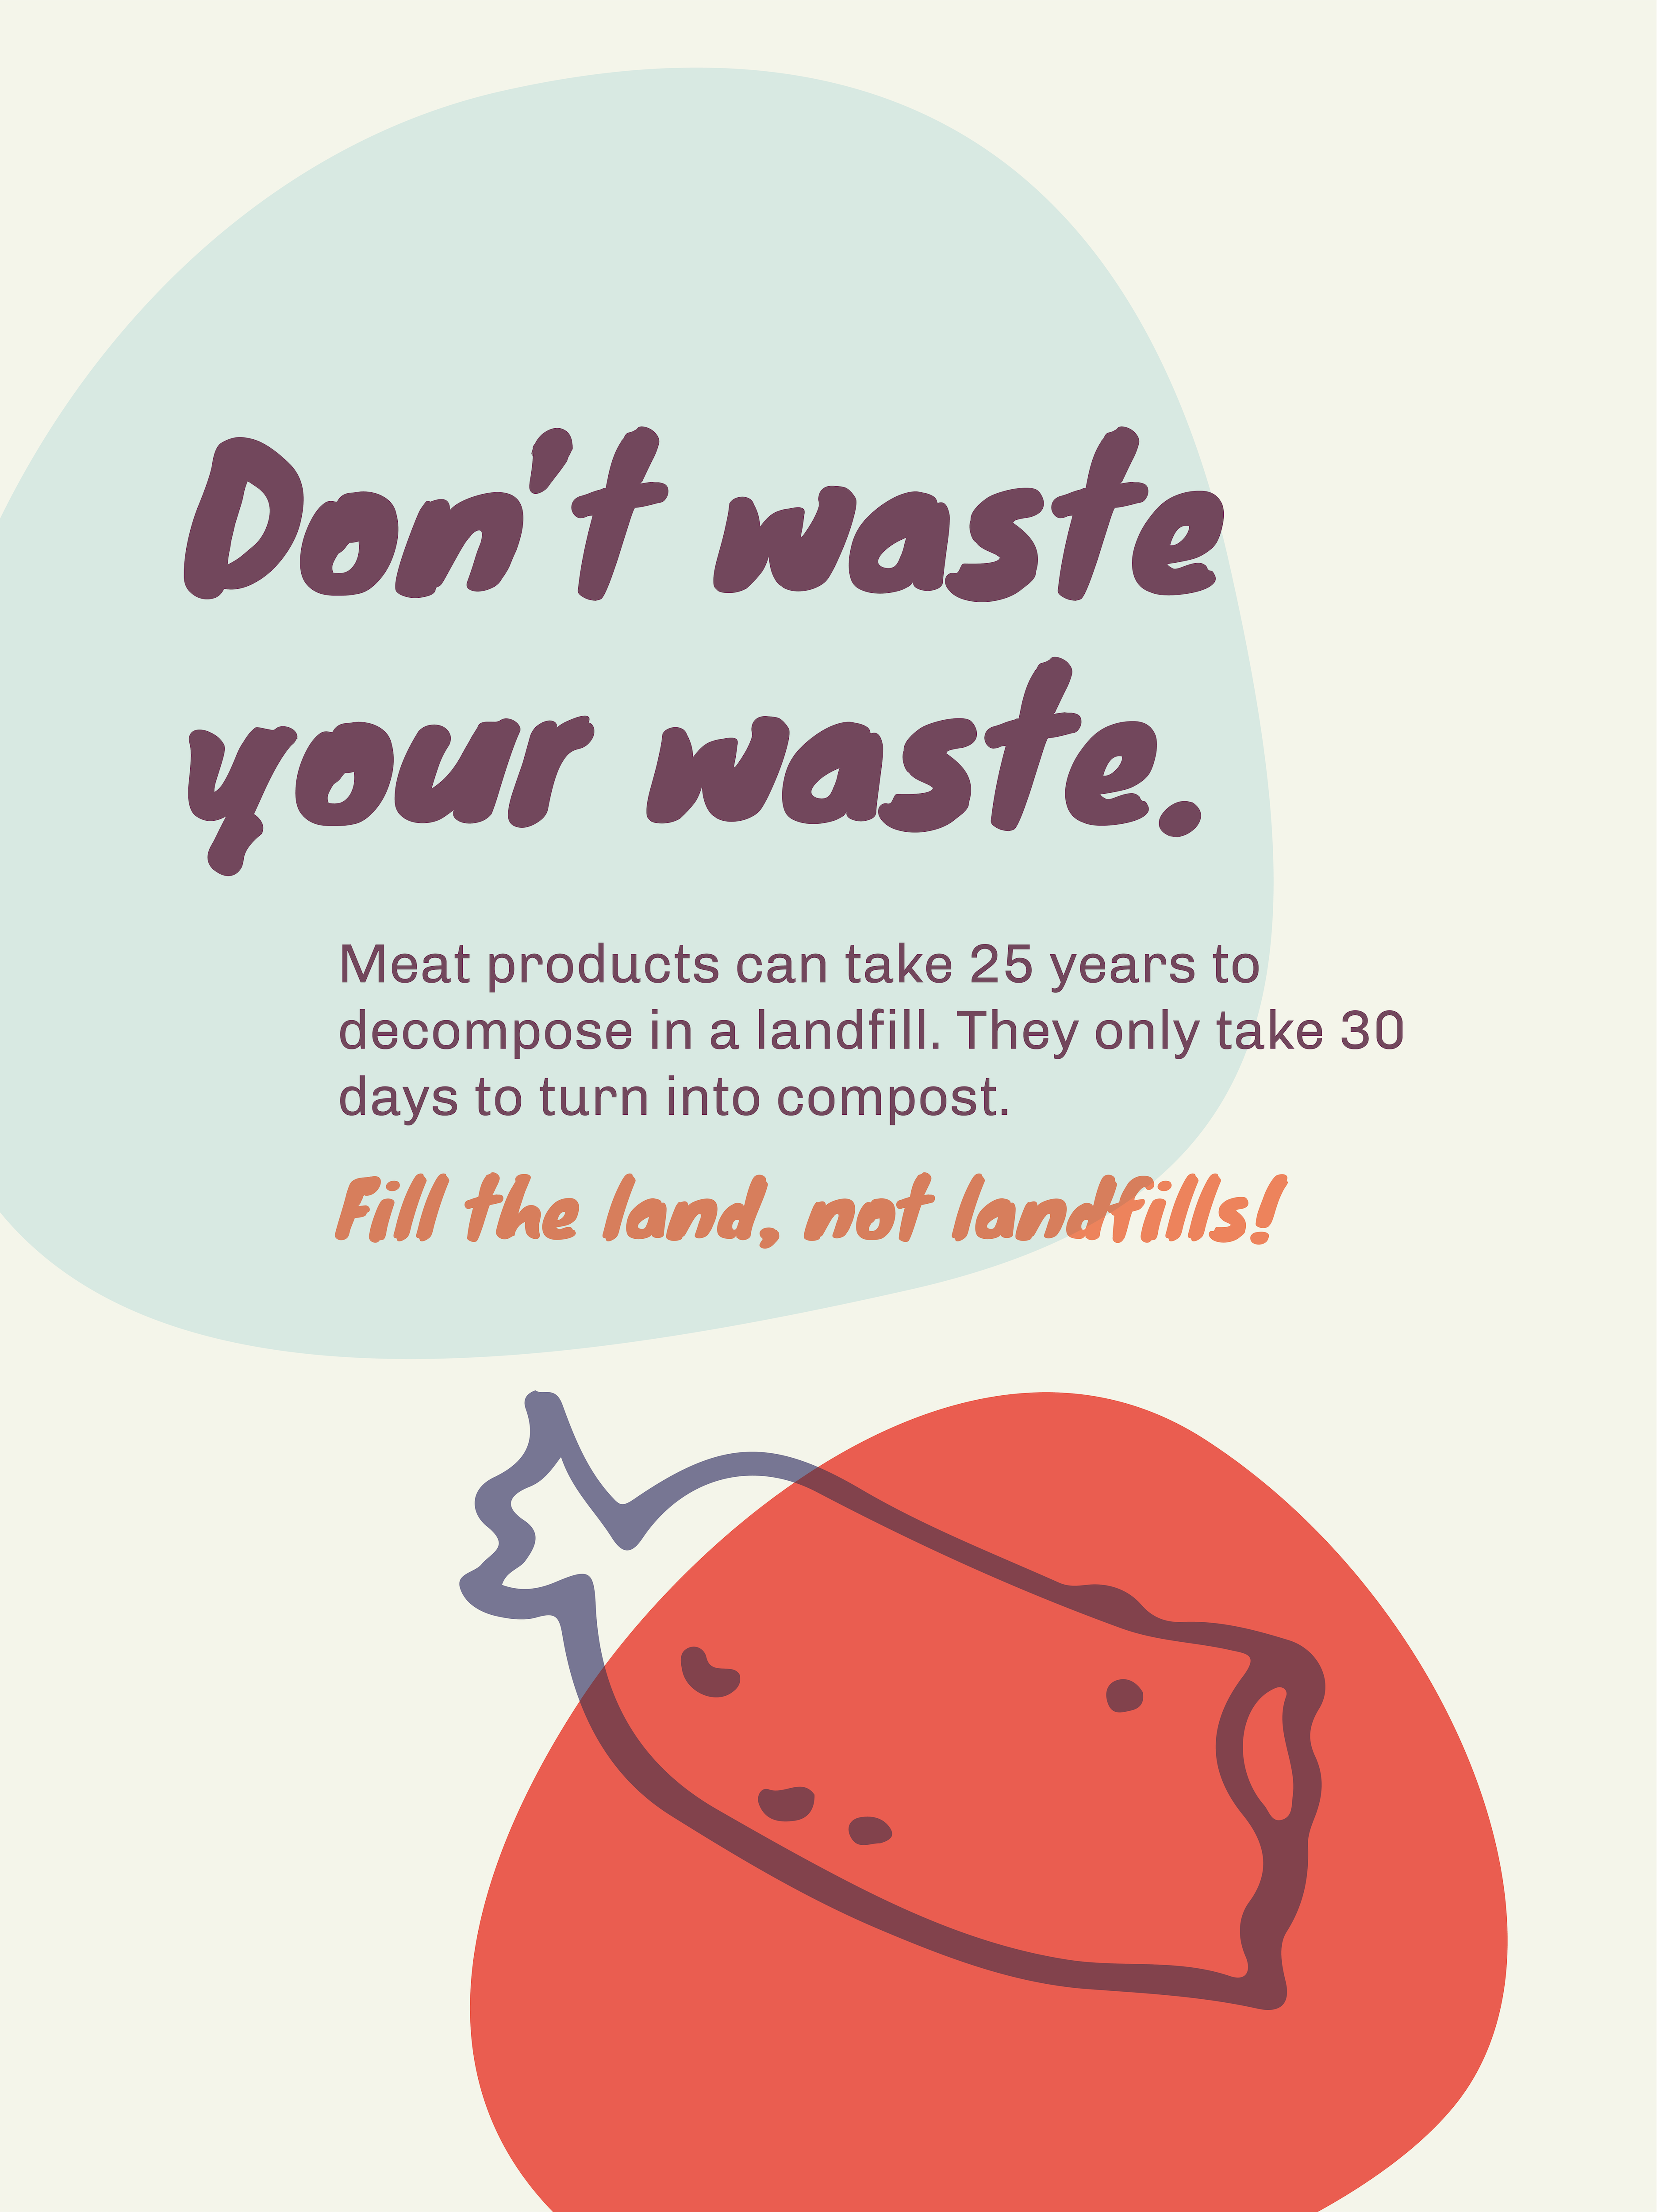 Don't waste
your waste.
Meat products can take 25 years to
decompose in a landfill. They only take 30
days to turn into compost.
Fill the land, not landfills!